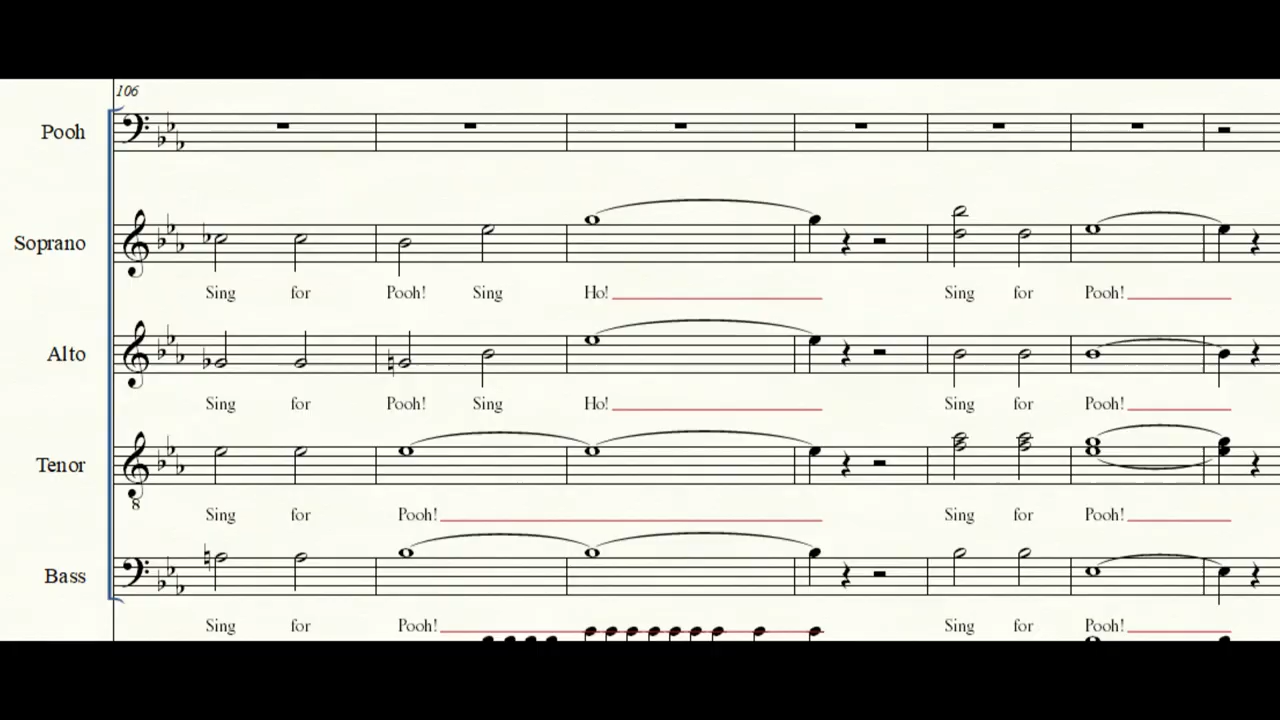 106
Pooh
Soprano
Sing for Pooh! Sing Ho! Sing for Pooh!
Alto
Sing for Pooh! Sing Ho! Sing for Pooh!
Tenor
8
Sing for Pooh! Sing for Pooh!
Bass
Sing for Pooh! Sing for Pooh!